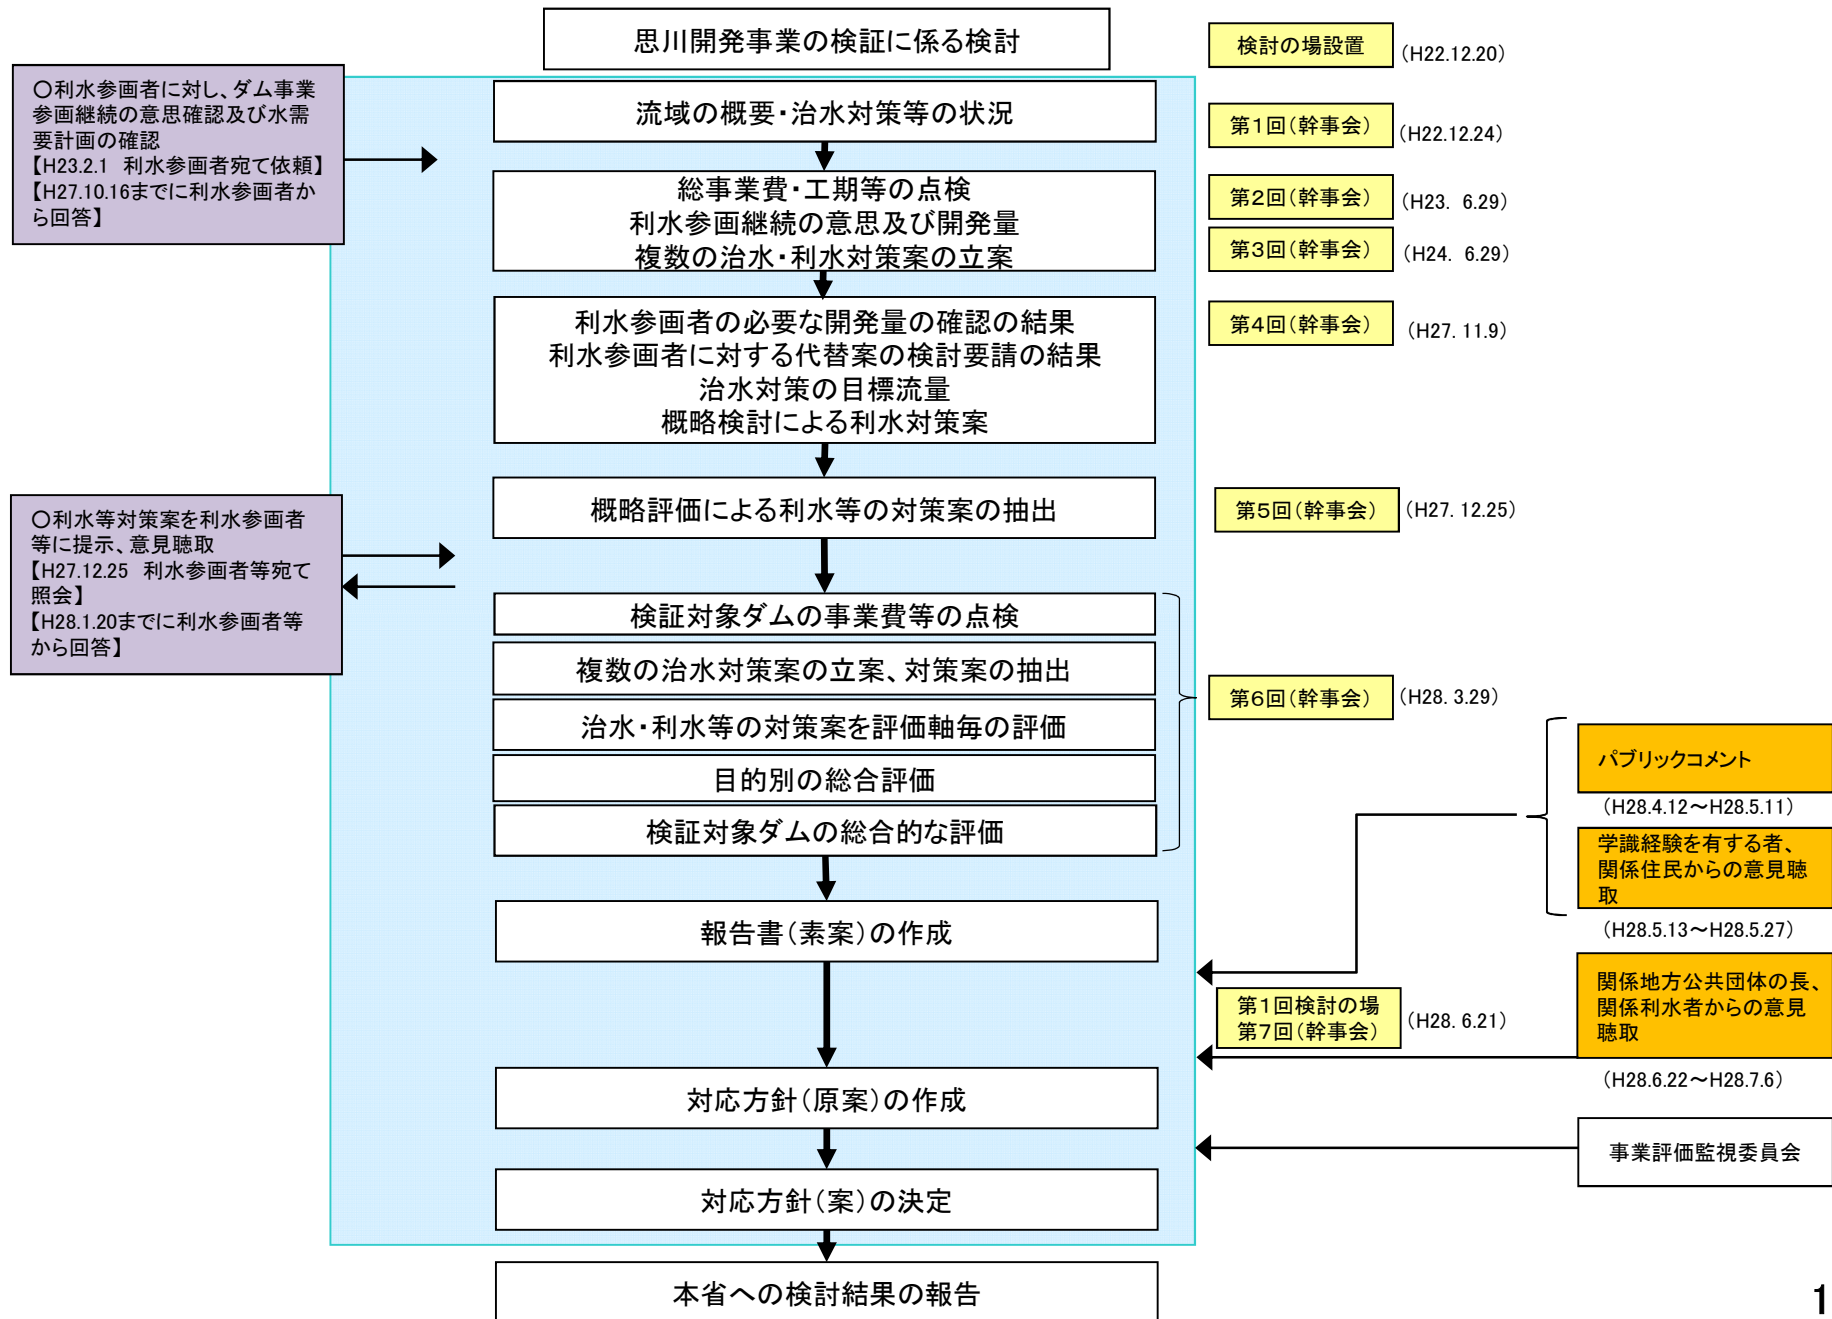 思川開発事業の検証に係る検討
検討の場設置
(H22.12.20)
○利水参画者に対し、ダム事業
参画継続の意思確認及び水需
要計画の確認
【H23.2.1 利水参画者宛て依頼】
【H27.10.16までに利水参画者か
ら回答】
流域の概要・治水対策等の状況
第1回(幹事会)
(H22.12.24)
総事業費・工期等の点検
利水参画継続の意思及び開発量
複数の治水・利水対策案の立案
第2回(幹事会)
(H23. 6.29)
第3回(幹事会)
(H24. 6.29)
利水参画者の必要な開発量の確認の結果
利水参画者に対する代替案の検討要請の結果
治水対策の目標流量
概略検討による利水対策案
第4回(幹事会)
(H27. 11.9)
概略評価による利水等の対策案の抽出
第5回(幹事会)
(H27. 12.25)
○利水等対策案を利水参画者
等に提示、意見聴取
【H27.12.25 利水参画者等宛て
照会】
【H28.1.20までに利水参画者等
から回答】
検証対象ダムの事業費等の点検
複数の治水対策案の立案、対策案の抽出
治水・利水等の対策案を評価軸毎の評価
目的別の総合評価
検証対象ダムの総合的な評価
第6回(幹事会)
(H28. 3.29)
パブリックコメント
(H28.4.12～H28.5.11)
学識経験を有する者、
関係住民からの意見聴
取
(H28.5.13～H28.5.27)
報告書(素案)の作成
第1回検討の場
第7回(幹事会)
(H28. 6.21)
関係地方公共団体の長、
関係利水者からの意見
聴取
(H28.6.22～H28.7.6)
対応方針(原案)の作成
事業評価監視委員会
対応方針(案)の決定
本省への検討結果の報告
1